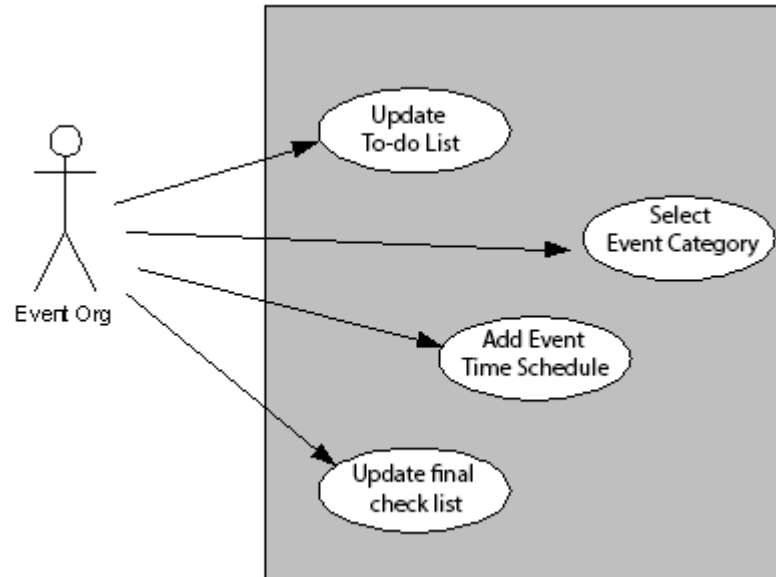 Update
To-do List
Select
Event Category
Event Org
Add Event
Time Schedule
Update final
check list